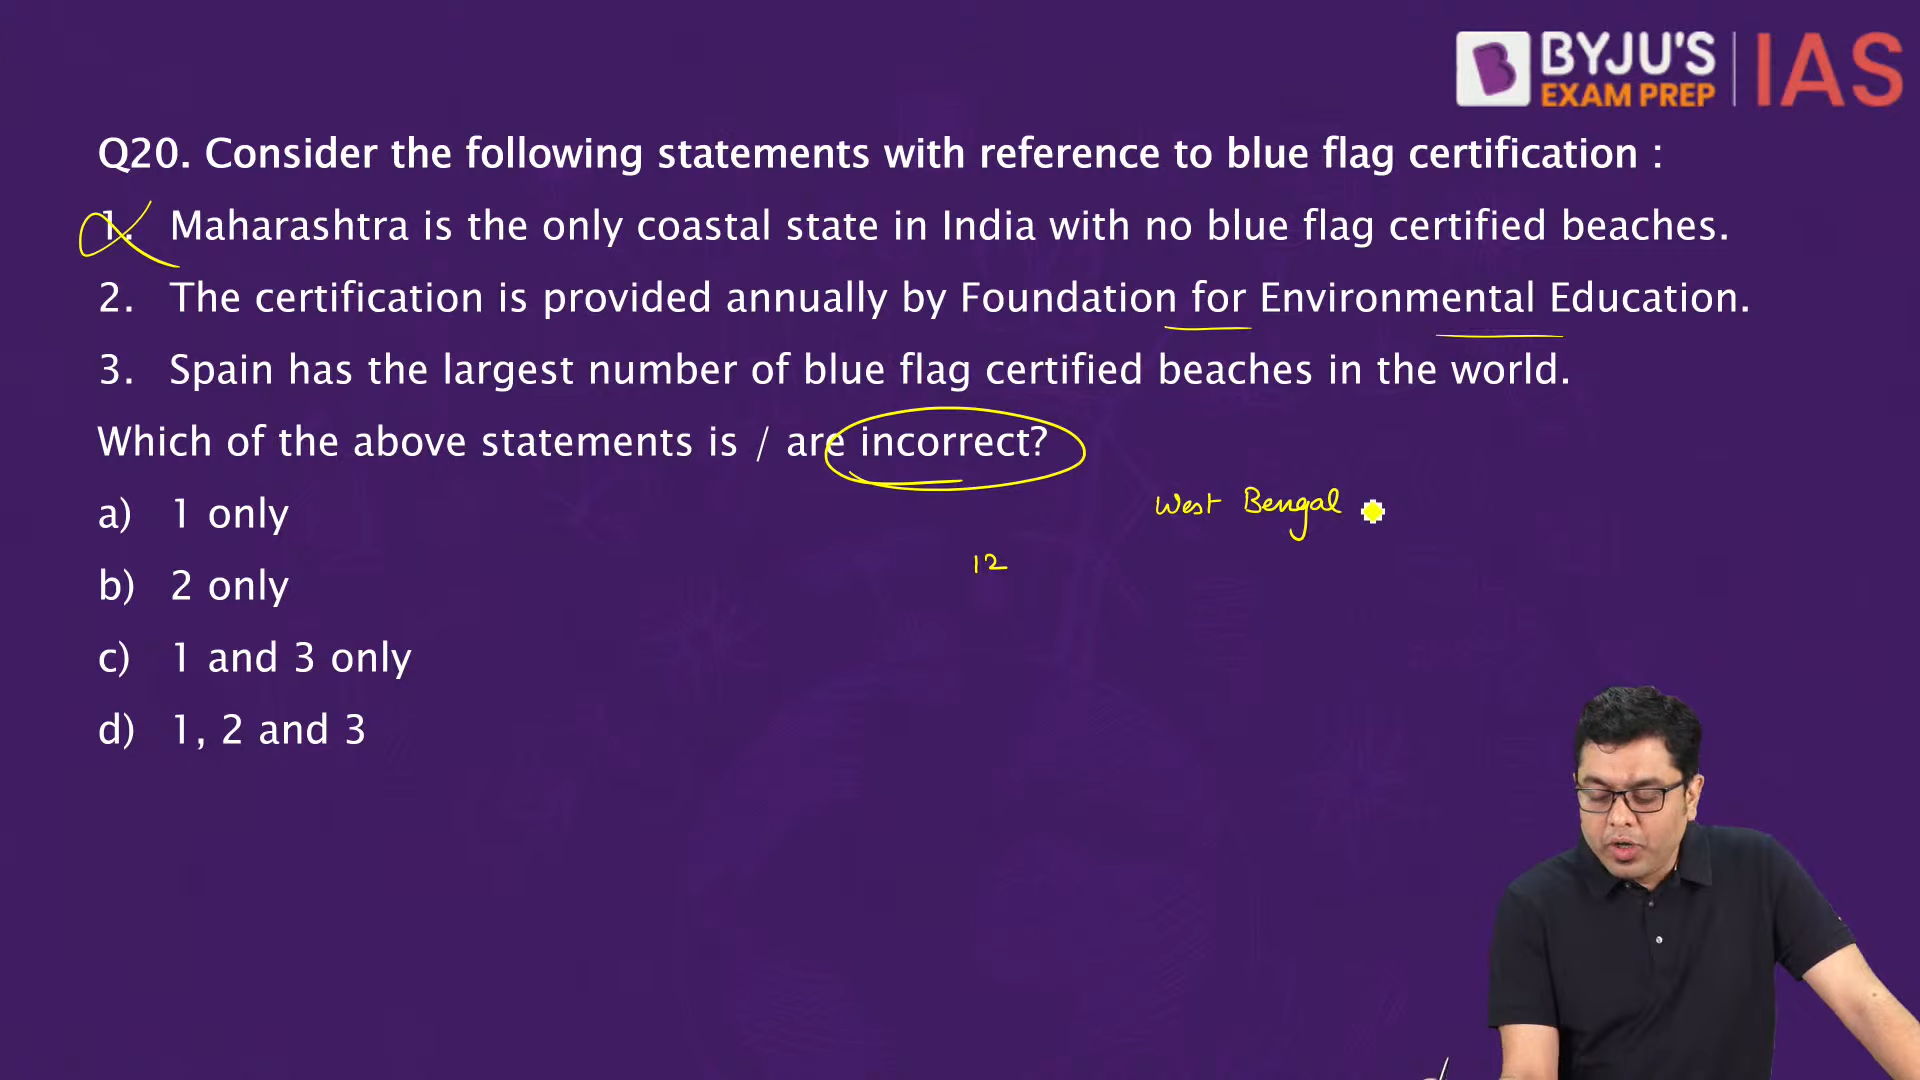 BYJU'S
EXAM PREP
IAS
Q20. Consider the following statements with reference to blue flag certification :
1. Maharashtra is the only coastal state in India with no blue flag certified beaches.
2. The certification is provided annually by Foundation for Environmental Education.
3. Spain has the largest number of blue flag certified beaches in the world.
Which of the above statements is / are incorrect?
a) 1 only
West Bengal
12
b) 2 only
c) 1 and 3 only
d) 1, 2 and 3